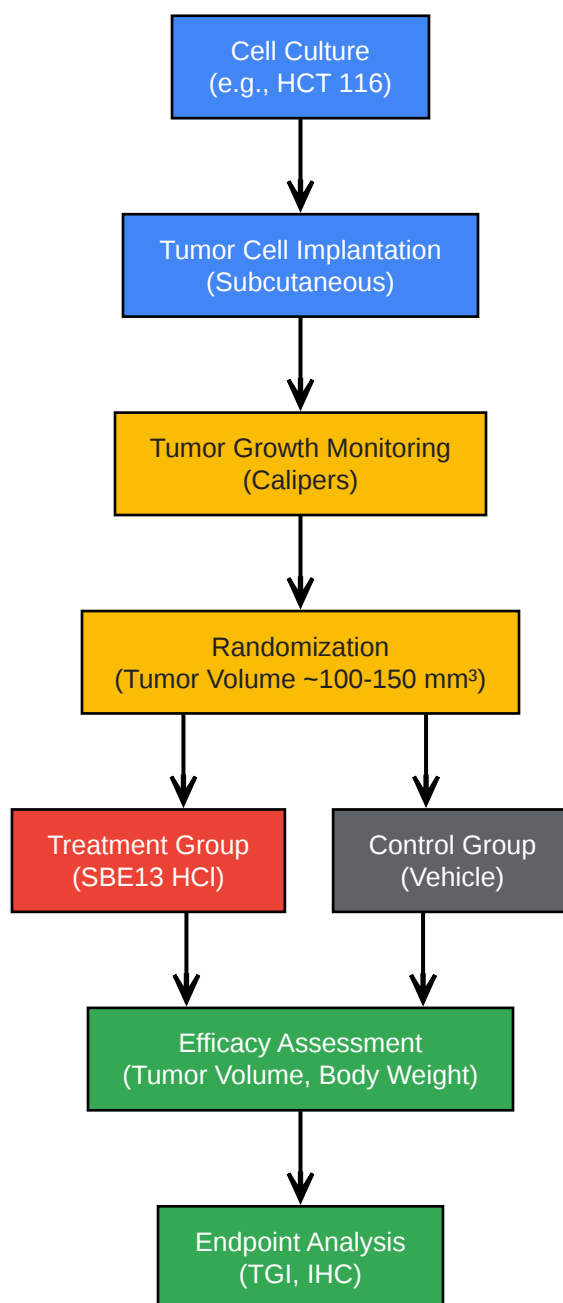 Cell Culture
(e.g., HCT 116)
Tumor Cell Implantation
(Subcutaneous)
Tumor Growth Monitoring
(Calipers)
Randomization
(Tumor Volume ~100-150 mm³)
Treatment Group
(SBE13 HCl)
Control Group
(Vehicle)
Efficacy Assessment
(Tumor Volume, Body Weight)
Endpoint Analysis
(TGI, IHC)